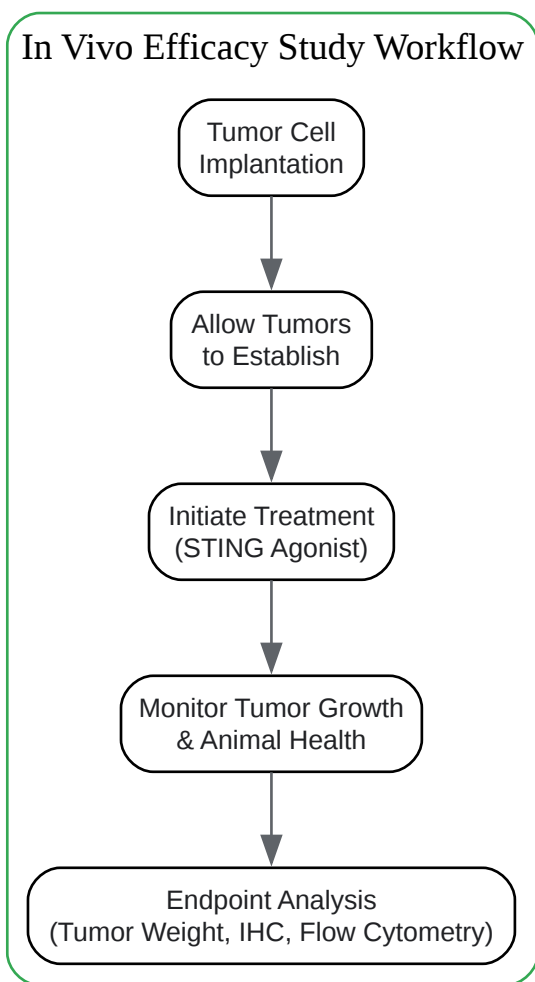 In Vivo Efficacy Study Workflow
Tumor Cell
Implantation
Allow Tumors
to Establish
Initiate Treatment
(STING Agonist)
Monitor Tumor Growth
& Animal Health
Endpoint Analysis
(Tumor Weight, IHC, Flow Cytometry)